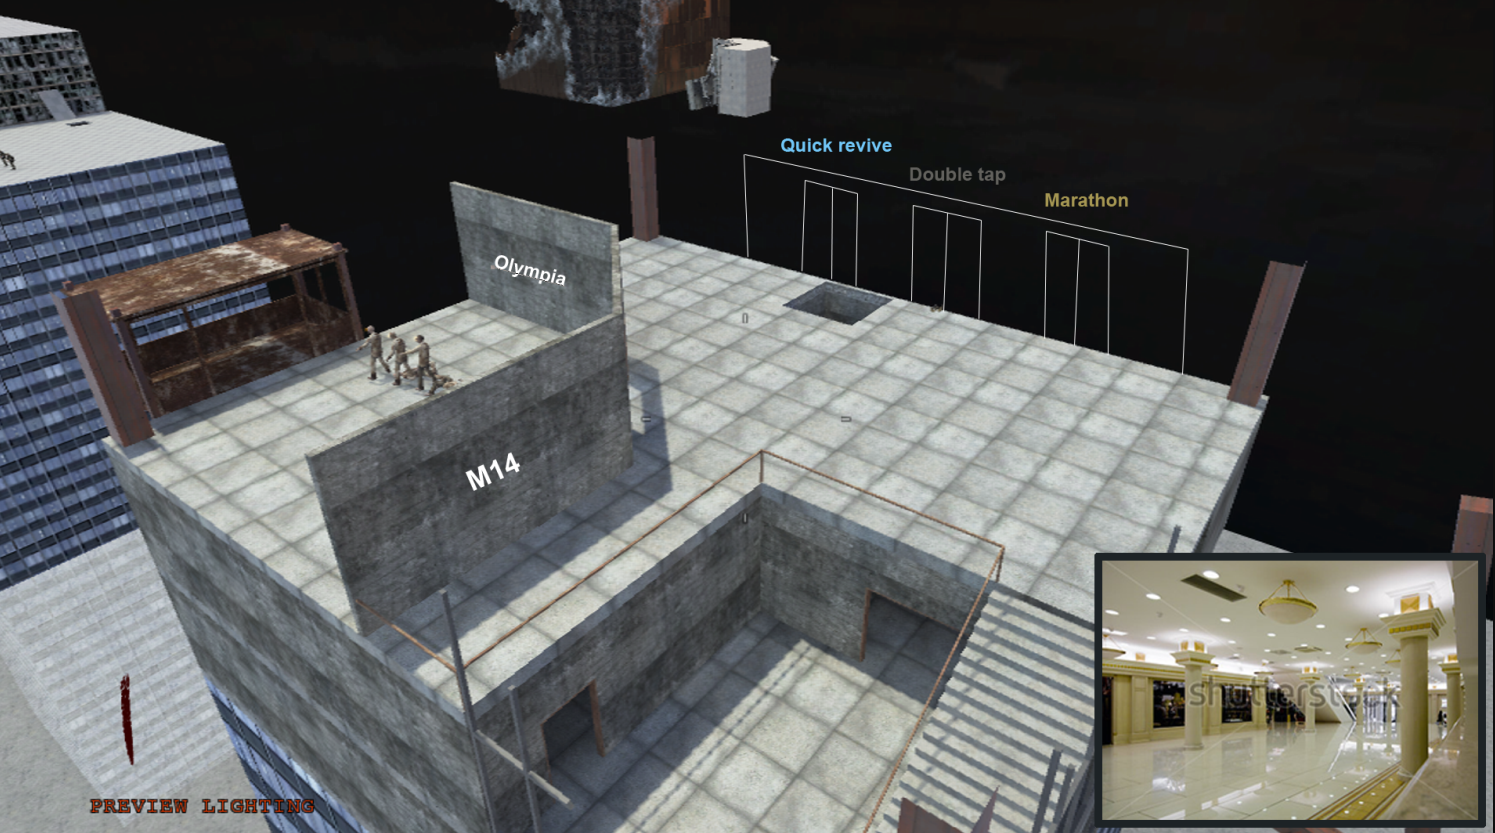 Quick revive
Double tap
Marathon
Olympia
M14
shutterstock
PREVIEW LIGHTING